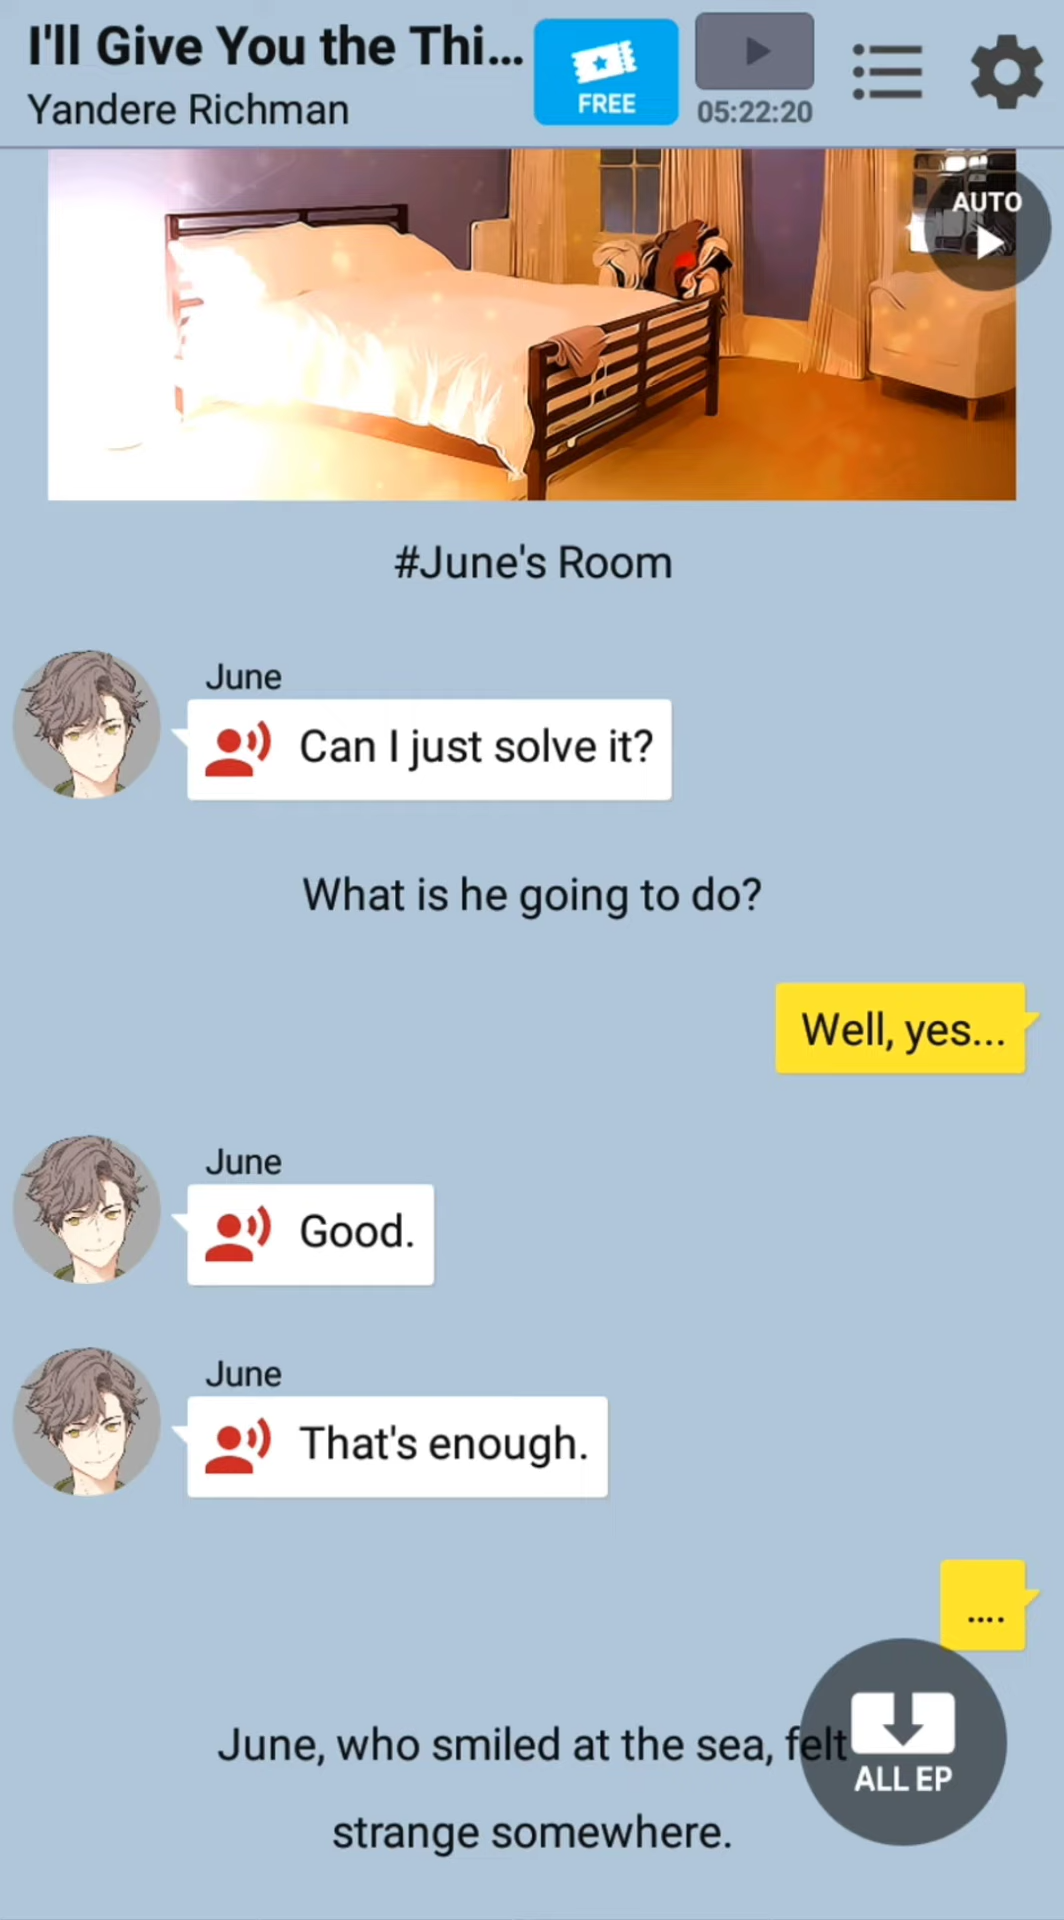 I'll Give You the Thi...
Yandere Richman
FREE
05:22:20
AUTO
#June's Room
June
Can I just solve it?
What is he going to do?
Well, yes...
June
Good.
June
That's enough.
....
June, who smiled at the sea, felt
strange somewhere.
ALL EP